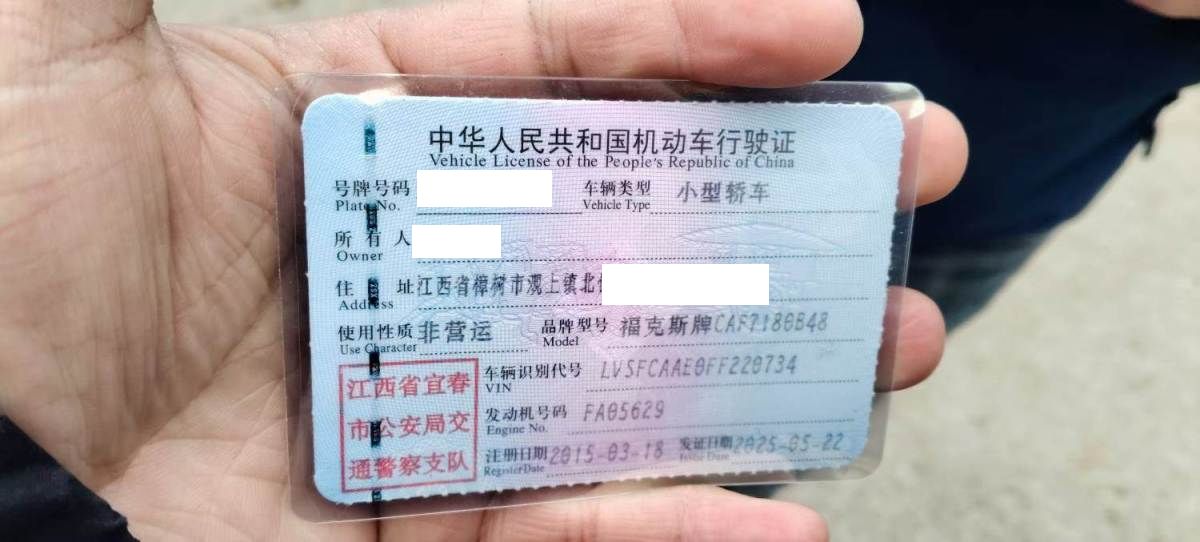 中华人民共和国机动车行驶证
Vehicle License of the People's Republic of China
号牌号码 车辆类型 小型轿车
Plate No. Vehicle Type
所有人
Owner
住址 江西省樟树市观上镇北
Address
使用性质 非营运 品牌型号 福克斯牌CAF7180B48
Use Character Model
车辆识别代号 LVSFCAAE0FF220734
VIN
发动机号码 FA05629
Engine No.
注册日期 2015-03-18 发证日期 2025-05-22
Register Date Issue Date
江西省宜春
市公安局交
通警察支队